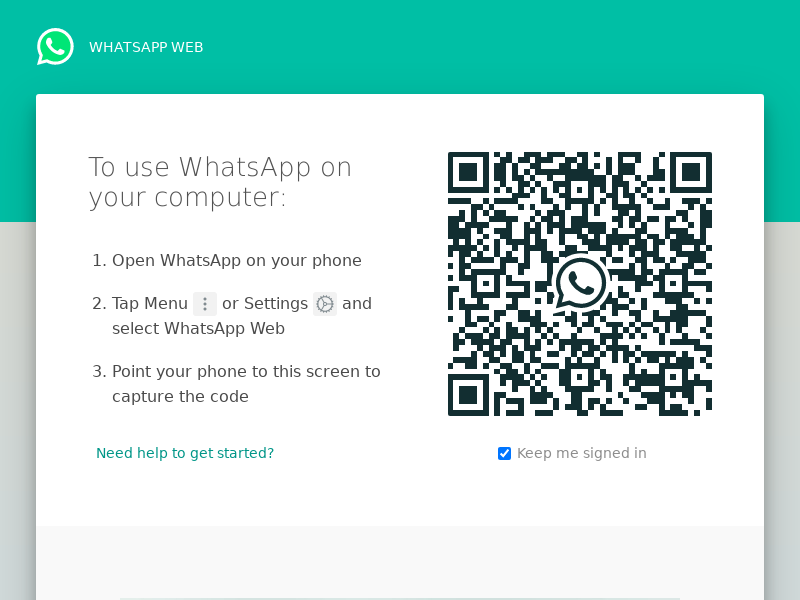 WHATSAPP WEB
To use WhatsApp on
your computer:
1. Open WhatsApp on your phone
2. Tap Menu or Settings and
select WhatsApp Web
3. Point your phone to this screen to
capture the code
Need help to get started?
Keep me signed in